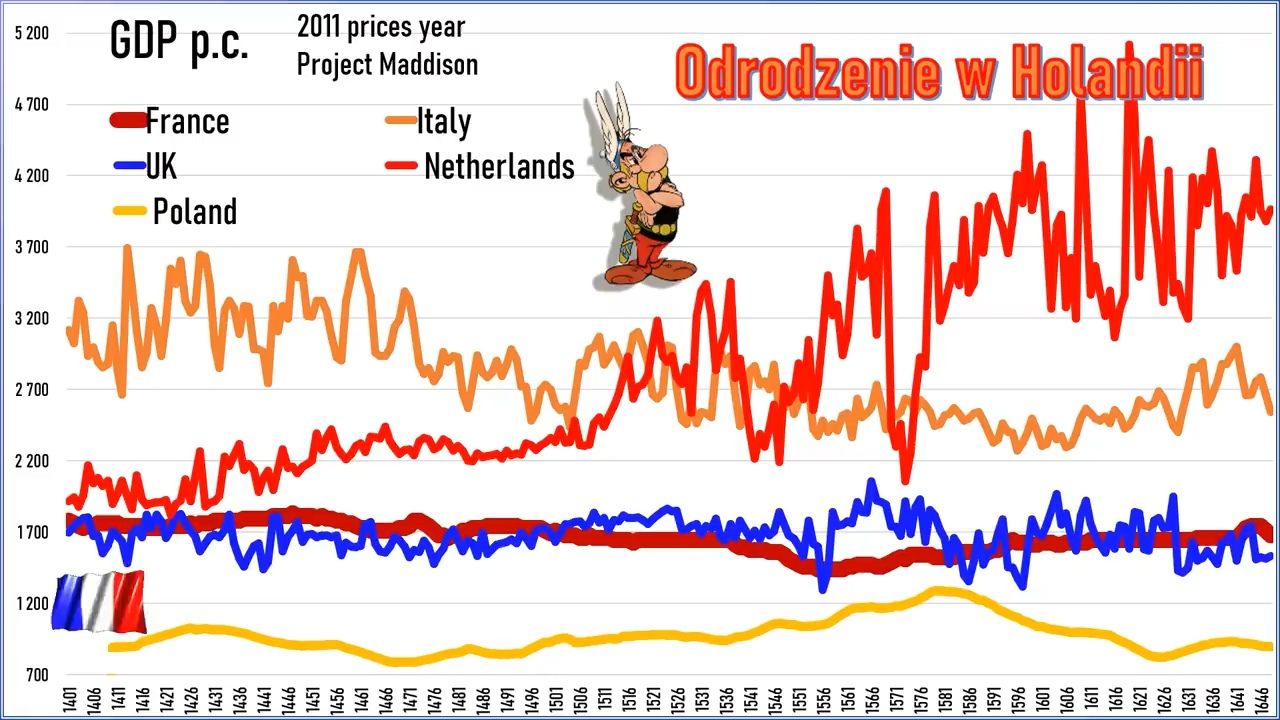 GDP p.c.
2011 prices year
Project Maddison
Odrodzenie w Holandii
France
Italy
UK
Netherlands
Poland
5 200
4 700
4 200
3 700
3 200
2 700
2 200
1 700
1 200
700
1401 1406 1411 1416 1421 1426 1431 1436 1441 1446 1451 1456 1461 1466 1471 1476 1481 1486 1491 1496 1501 1506 1511 1516 1521 1526 1531 1536 1541 1546 1551 1556 1561 1566 1571 1576 1581 1586 1591 1596 1601 1606 1611 1616 1621 1626 1631 1636 1641 1646